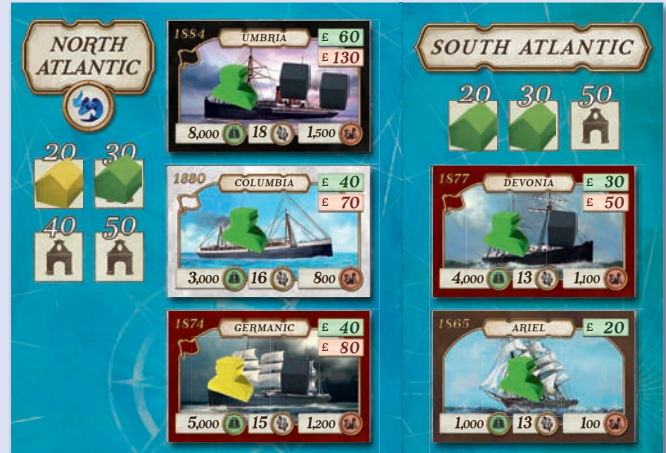 NORTH
ATLANTIC
20 30
40 50
1884 UMBRIA £ 60
£ 130
8,000 18 1,500
1880 COLUMBIA £ 40
£ 70
3,000 16 800
1874 GERMANIC £ 40
£ 80
5,000 15 1,200
SOUTH ATLANTIC
20 30 50
1877 DEVONIA £ 30
£ 50
4,000 13 1,100
1865 ARIEL £ 20
1,000 13 100